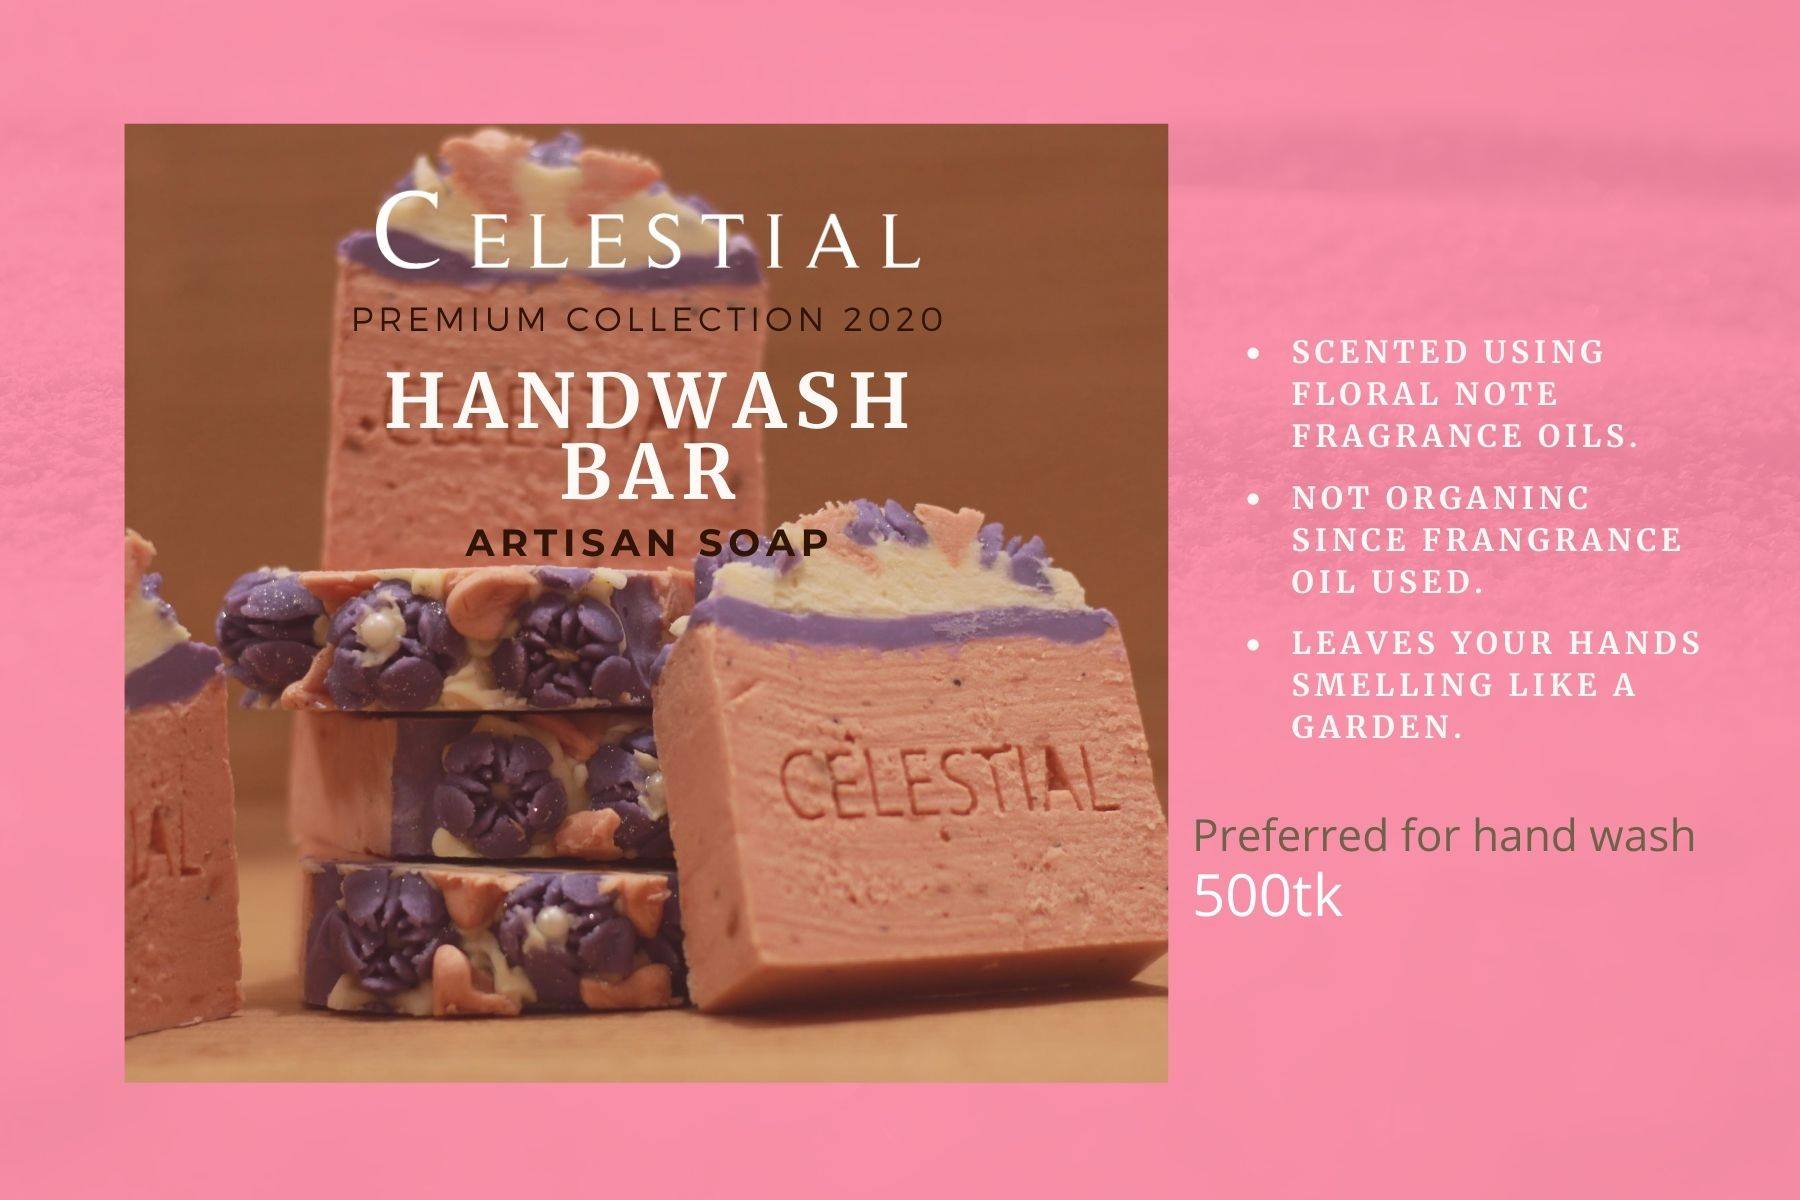 CELESTIAL
PREMIUM COLLECTION 2020
HANDWASH
BAR
ARTISAN SOAP
CELESTIAL
IAL
CELESTIAL
• SCENTED USING
FLORAL NOTE
FRAGRANCE OILS.
• NOT ORGANINC
SINCE FRANGRANCE
OIL USED.
• LEAVES YOUR HANDS
SMELLING LIKE A
GARDEN.
Preferred for hand wash
500tk